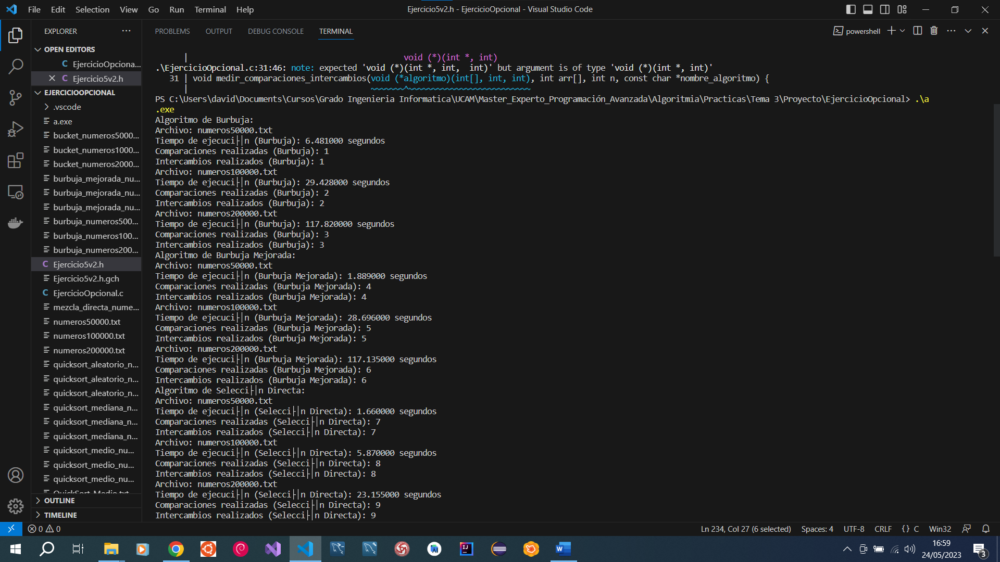 File Edit Selection View Go Run Terminal Help
Ejercicio5v2.h - EjercicioOpcional - Visual Studio Code
EXPLORER
OPEN EDITORS
C EjercicioOpciona...
C Ejercicio5v2.h
EJERCICIOOPCIONAL
.vscode
a.exe
bucket_numeros5000...
bucket_numeros1000...
bucket_numeros2000...
burbuja_mejorada_nu...
burbuja_mejorada_nu...
burbuja_mejorada_nu...
burbuja_numeros500...
burbuja_numeros100...
burbuja_numeros200...
C Ejercicio5v2.h
Ejercicio5v2.h.gch
C EjercicioOpcional.c
mezcla_directa_nume...
numeros50000.txt
numeros100000.txt
numeros200000.txt
quicksort_aleatorio_n...
quicksort_aleatorio_n...
quicksort_aleatorio_n...
quicksort_mediana_n...
quicksort_mediana_n...
quicksort_mediana_n...
quicksort_medio_nu...
quicksort_medio_nu...
quicksort_medio_nu...
QuickSort_Medio.txt
OUTLINE
TIMELINE
PROBLEMS OUTPUT DEBUG CONSOLE TERMINAL
powershell
| void (*)(int *, int)
.\EjercicioOpcional.c:31:46: note: expected 'void (*)(int *, int,  int)' but argument is of type 'void (*)(int *, int)'
31 | void medir_comparaciones_intercambios(void (*algoritmo)(int[], int, int), int arr[], int n, const char *nombre_algoritmo) {
| ~~~~~~~^~~~~~~~~~~~~~~~~~~~~~~~~~
PS C:\Users\david\Documents\Cursos\Grado Ingenieria Informatica\UCAM\Master_Experto_Programación_Avanzada\Algoritmia\Practicas\Tema 3\Proyecto\EjercicioOpcional> .\a
.exe
Algoritmo de Burbuja:
Archivo: numeros50000.txt
Tiempo de ejecuci├│n (Burbuja): 6.481000 segundos
Comparaciones realizadas (Burbuja): 1
Intercambios realizados (Burbuja): 1
Archivo: numeros100000.txt
Tiempo de ejecuci├│n (Burbuja): 29.428000 segundos
Comparaciones realizadas (Burbuja): 2
Intercambios realizados (Burbuja): 2
Archivo: numeros200000.txt
Tiempo de ejecuci├│n (Burbuja): 117.820000 segundos
Comparaciones realizadas (Burbuja): 3
Intercambios realizados (Burbuja): 3
Algoritmo de Burbuja Mejorada:
Archivo: numeros50000.txt
Tiempo de ejecuci├│n (Burbuja Mejorada): 1.889000 segundos
Comparaciones realizadas (Burbuja Mejorada): 4
Intercambios realizados (Burbuja Mejorada): 4
Archivo: numeros100000.txt
Tiempo de ejecuci├│n (Burbuja Mejorada): 28.696000 segundos
Comparaciones realizadas (Burbuja Mejorada): 5
Intercambios realizados (Burbuja Mejorada): 5
Archivo: numeros200000.txt
Tiempo de ejecuci├│n (Burbuja Mejorada): 117.135000 segundos
Comparaciones realizadas (Burbuja Mejorada): 6
Intercambios realizados (Burbuja Mejorada): 6
Algoritmo de Selecci├│n Directa:
Archivo: numeros50000.txt
Tiempo de ejecuci├│n (Selecci├│n Directa): 1.660000 segundos
Comparaciones realizadas (Selecci├│n Directa): 7
Intercambios realizados (Selecci├│n Directa): 7
Archivo: numeros100000.txt
Tiempo de ejecuci├│n (Selecci├│n Directa): 5.870000 segundos
Comparaciones realizadas (Selecci├│n Directa): 8
Intercambios realizados (Selecci├│n Directa): 8
Archivo: numeros200000.txt
Tiempo de ejecuci├│n (Selecci├│n Directa): 23.155000 segundos
Comparaciones realizadas (Selecci├│n Directa): 9
Intercambios realizados (Selecci├│n Directa): 9
0 0
Ln 234, Col 27 (6 selected) Spaces: 4 UTF-8 CRLF {} C Win32
16:59
24/05/2023
3